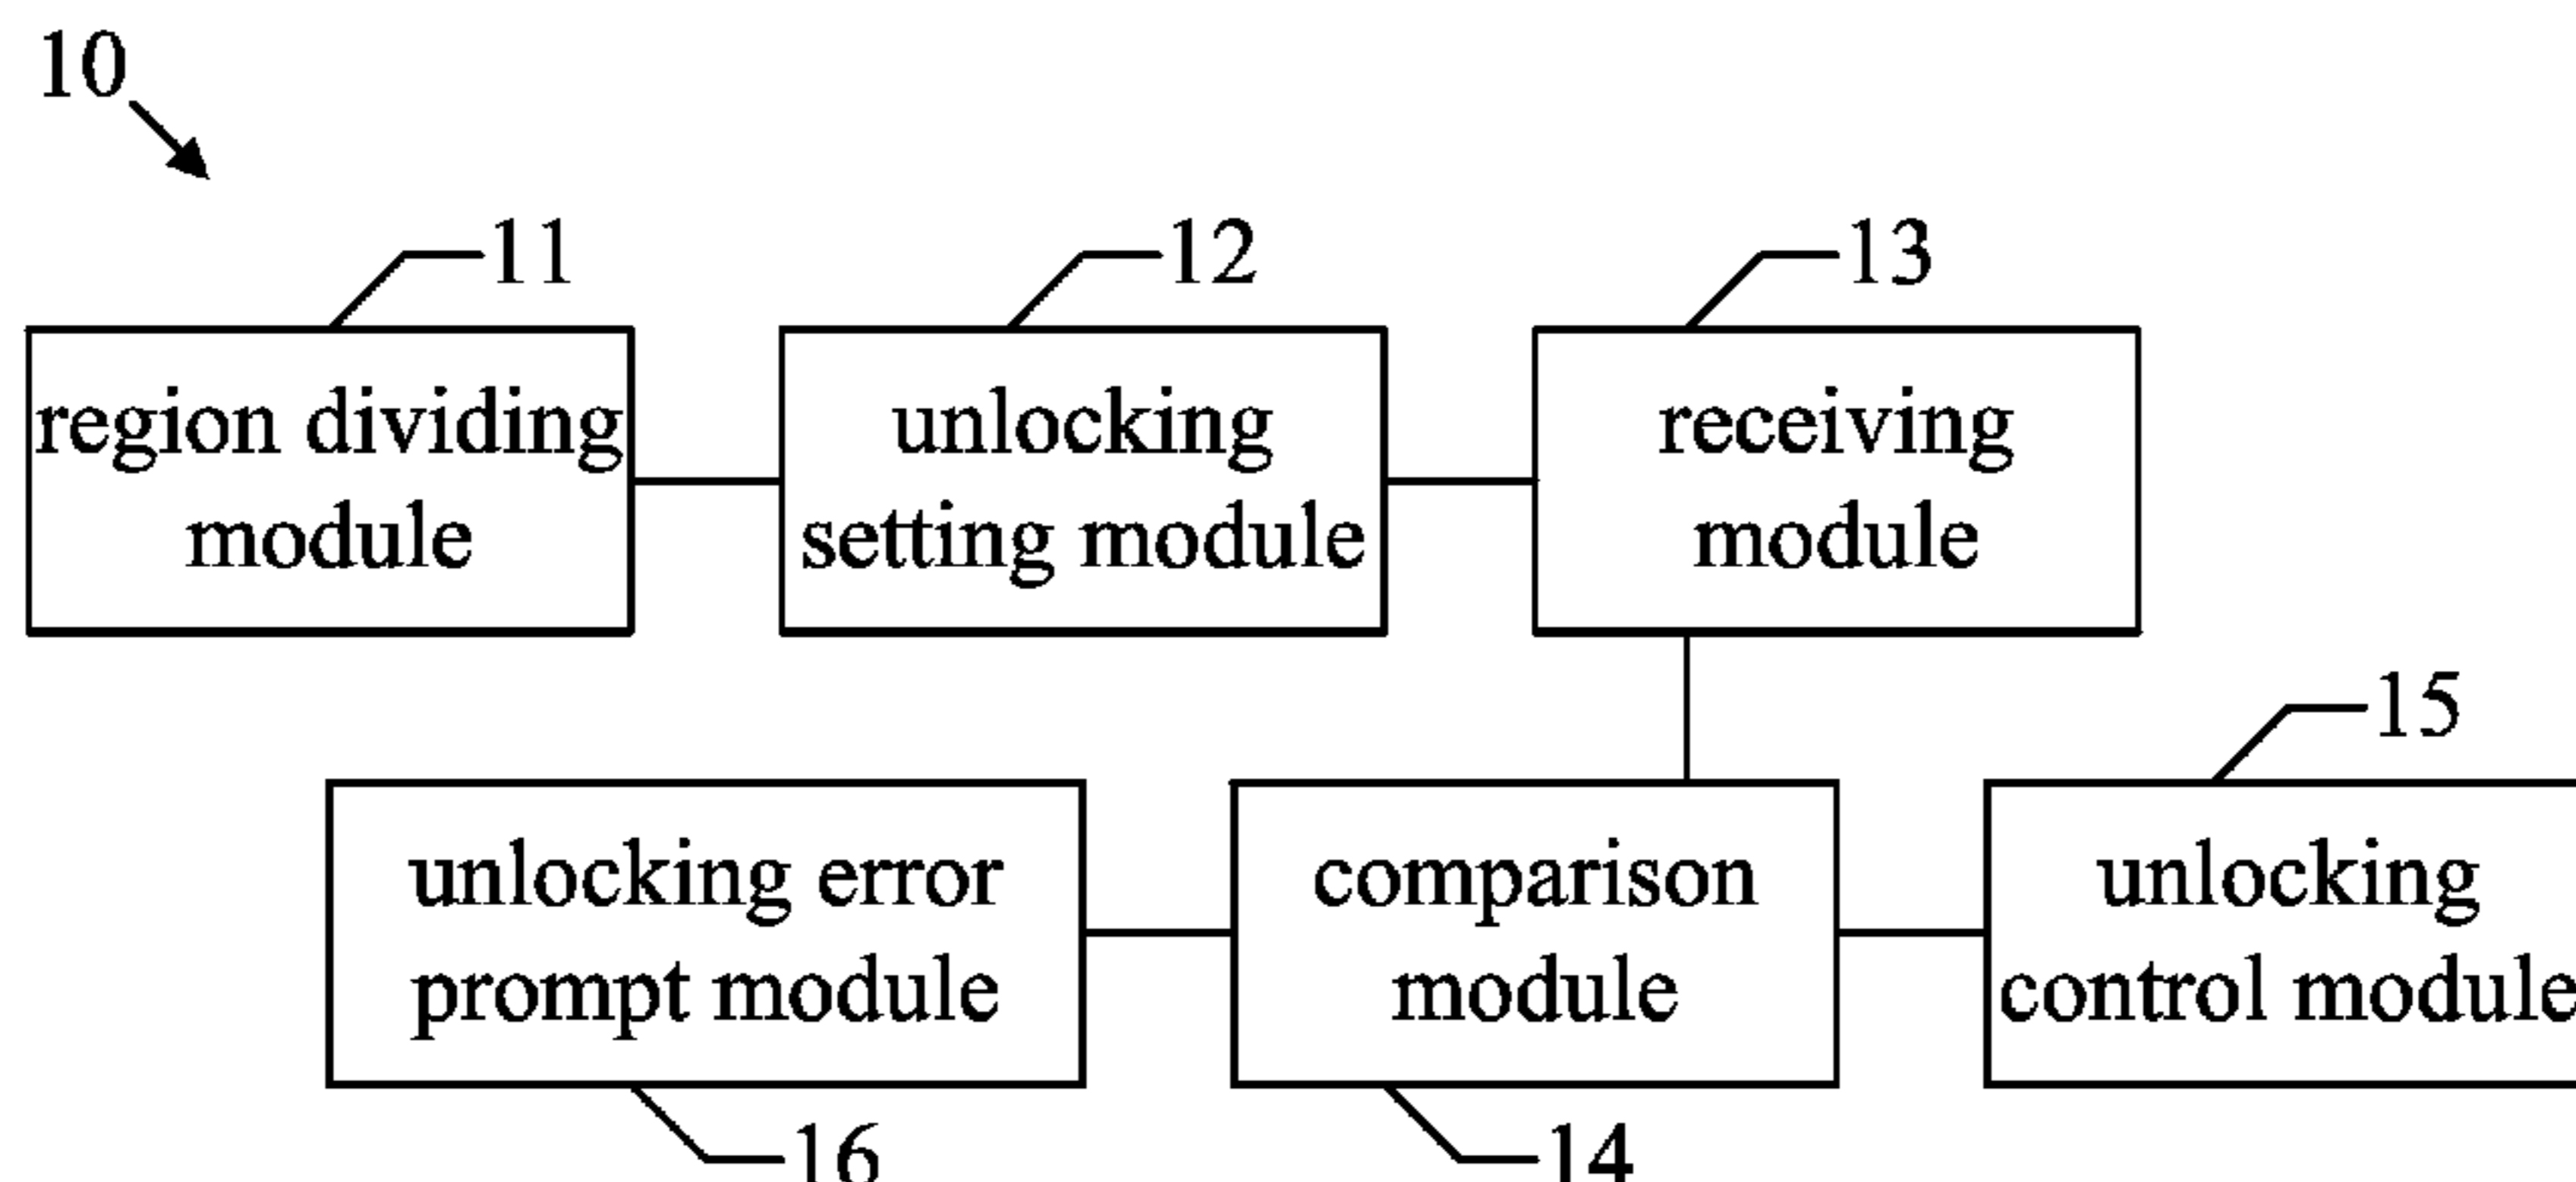 10
11
12
13
region dividing
module
unlocking
setting module
receiving
module
15
unlocking error
prompt module
comparison
module
unlocking
control module
16
14